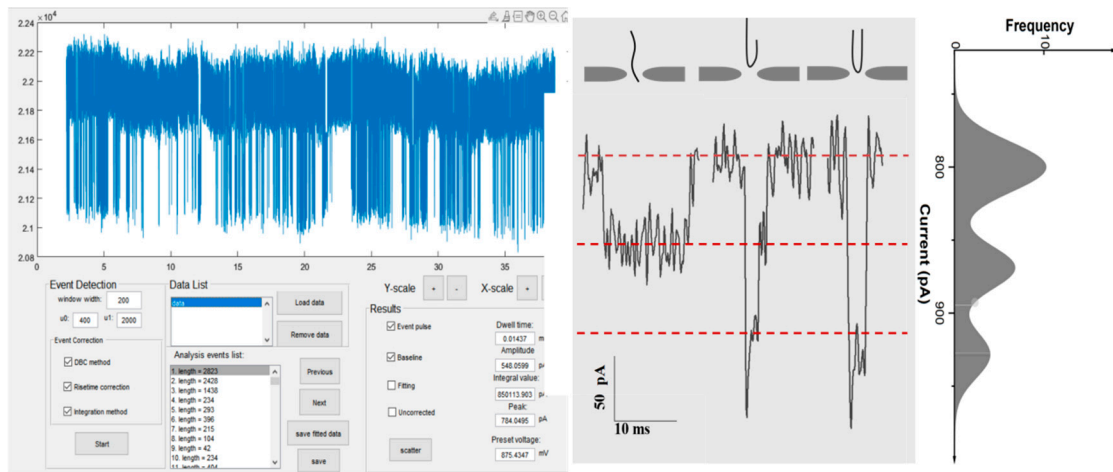 2.24
×10⁴
2.22
2.2
2.18
2.16
2.14
2.12
2.1
2.08
0 5 10 15 20 25 30 35
Event Detection
window width: 200
u0: 400 u1: 2000
Event Correction
DBC method
Risetime correction
Integration method
Start
Data List
data
Load data
Remove data
Analysis events list:
1. length = 2823
2. length = 2428
3. length = 1438
4. length = 234
5. length = 293
6. length = 396
7. length = 215
8. length = 104
9. length = 42
10. length = 234
11. length = 404
Previous
Next
save fitted data
save
Y-scale + - X-scale +
Results
Event pulse
Baseline
Fitting
Uncorrected
scatter
Dwell time:
0.01437 m
Amplitude
548.0599
Integral value:
850113.903
Peak:
784.0495 pA
Preset voltage:
875.4347 mV
50 pA
10 ms
Frequency
0 10
800
900
Current (pA)